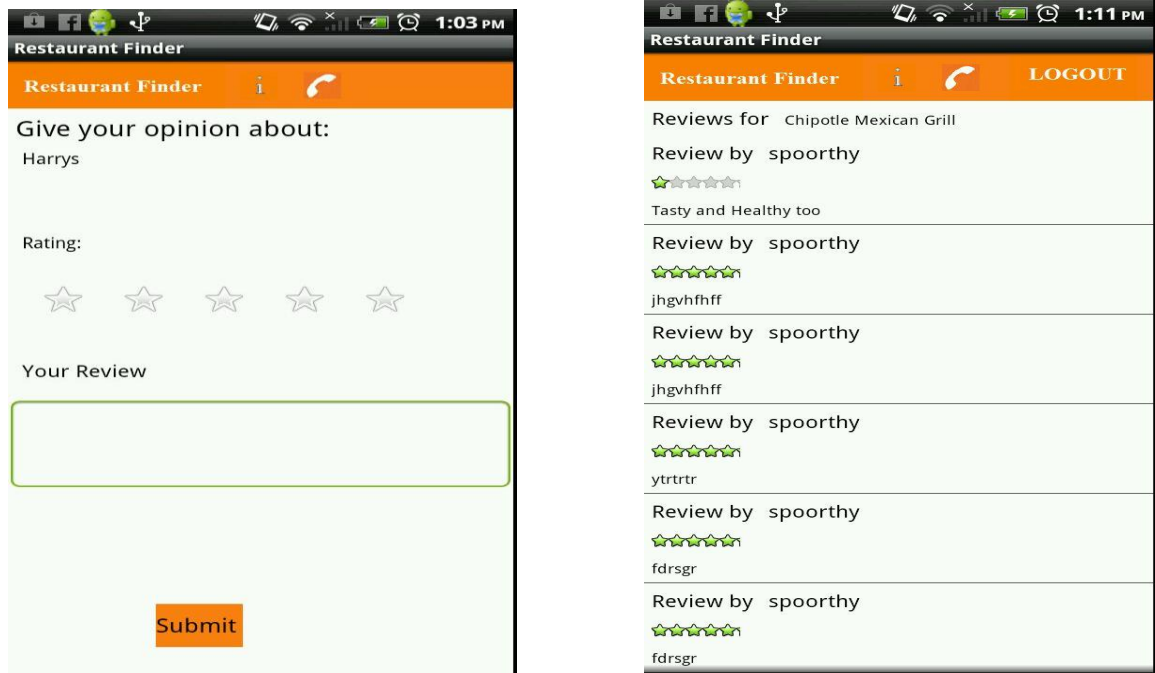 1:03 PM
Restaurant Finder
Restaurant Finder i
Give your opinion about:
Harrys
Rating:
Your Review
Submit
1:11 PM
Restaurant Finder
Restaurant Finder i LOGOUT
Reviews for Chipotle Mexican Grill
Review by spoorthy
Tasty and Healthy too
Review by spoorthy
jhgvhfhff
Review by spoorthy
jhgvhfhff
Review by spoorthy
ytrtrtr
Review by spoorthy
fdrsgr
Review by spoorthy
fdrsgr